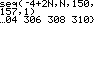 seq(-4+2N,N,150,
157,1)
…04 306 308 310}